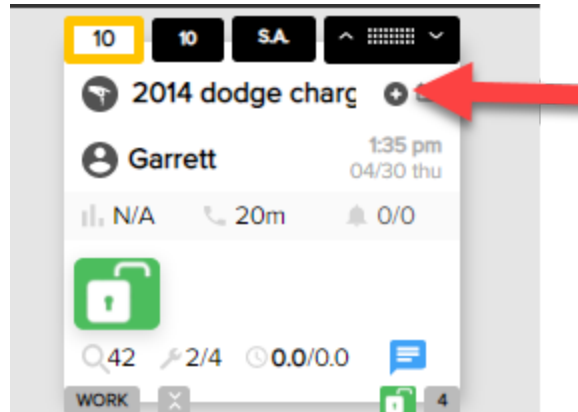 10 10 S.A.
2014 dodge charg
Garrett 1:35 pm
04/30 thu
N/A 20m 0/0
42 2/4 0.0/0.0
WORK 4